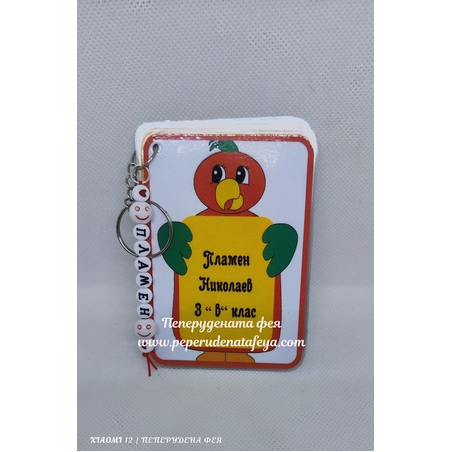 ПЛАМЕН
Пламен
Николаев
3 “ в“ клас
Пеперудената фея
www.peperudenatafeya.com
XIAOMI 12 | ПЕПЕРУДЕНА ФЕЯ